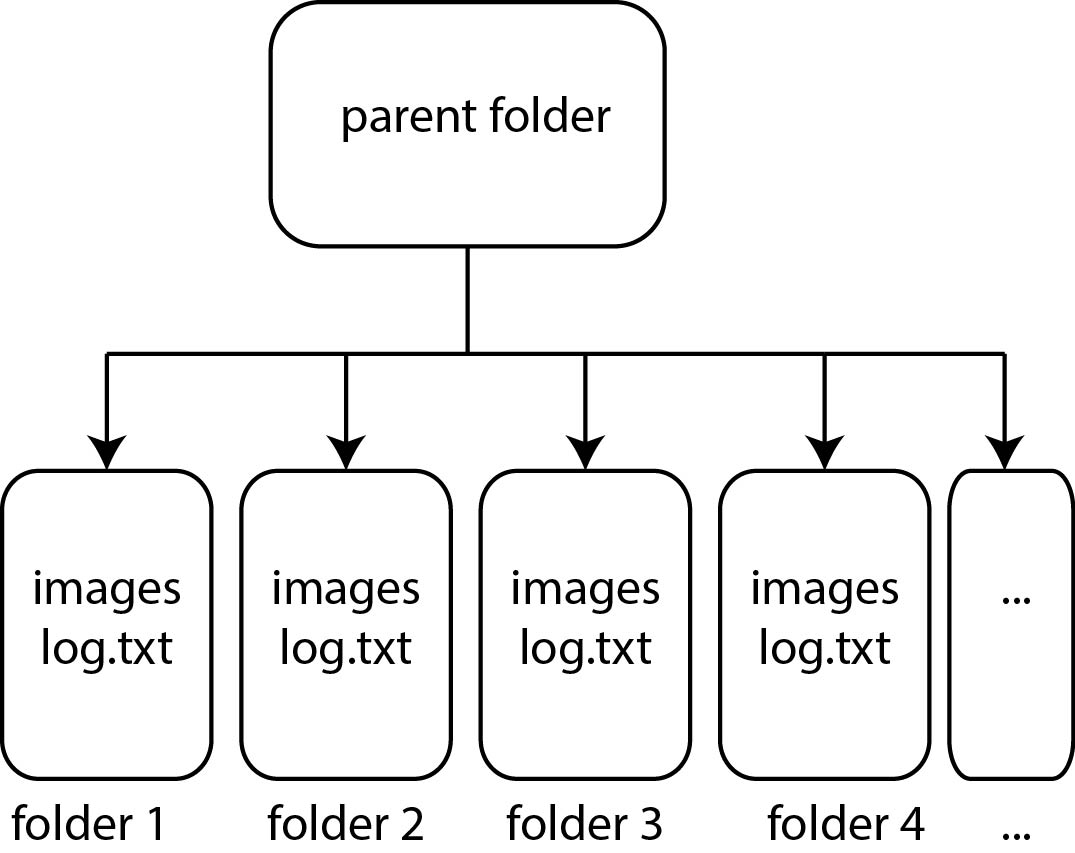 parent folder
images
log.txt
images
log.txt
images
log.txt
images
log.txt
...
folder 1
folder 2
folder 3
folder 4
...